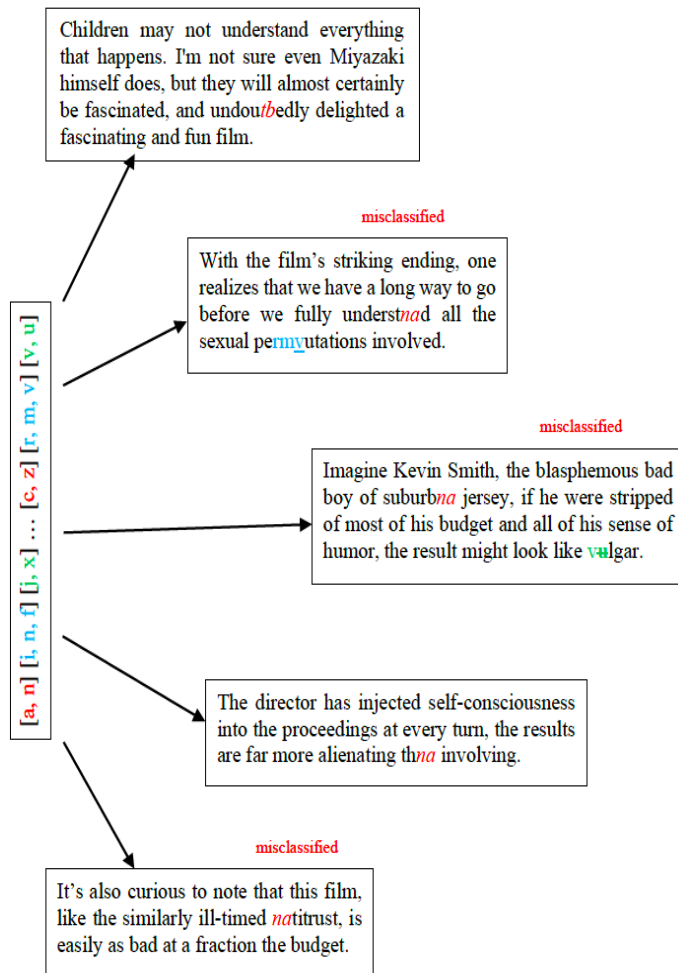 Children may not understand everything
that happens. I'm not sure even Miyazaki
himself does, but they will almost certainly
be fascinated, and undoutbedly delighted a
fascinating and fun film.
misclassified
With the film’s striking ending, one
realizes that we have a long way to go
before we fully understnad all the
sexual permvutations involved.
[a, n] [i, n, f] [j, x] ... [c, z] [r, m, v] [v, u]
misclassified
Imagine Kevin Smith, the blasphemous bad
boy of suburbna jersey, if he were stripped
of most of his budget and all of his sense of
humor, the result might look like vulgar.
The director has injected self-consciousness
into the proceedings at every turn, the results
are far more alienating thna involving.
misclassified
It’s also curious to note that this film,
like the similarly ill-timed natitrust, is
easily as bad at a fraction the budget.